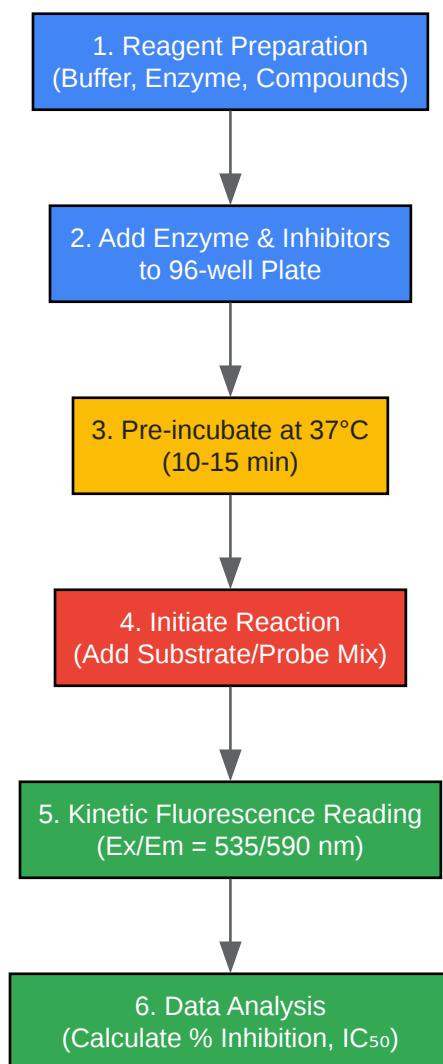 1. Reagent Preparation
(Buffer, Enzyme, Compounds)
2. Add Enzyme & Inhibitors
to 96-well Plate
3. Pre-incubate at 37°C
(10-15 min)
4. Initiate Reaction
(Add Substrate/Probe Mix)
5. Kinetic Fluorescence Reading
(Ex/Em = 535/590 nm)
6. Data Analysis
(Calculate % Inhibition, IC₅₀)